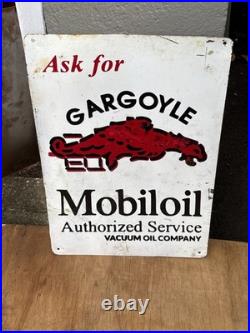 Ask for
GARGOYLE
Mobiloil
Authorized Service
VACUUM OIL COMPANY